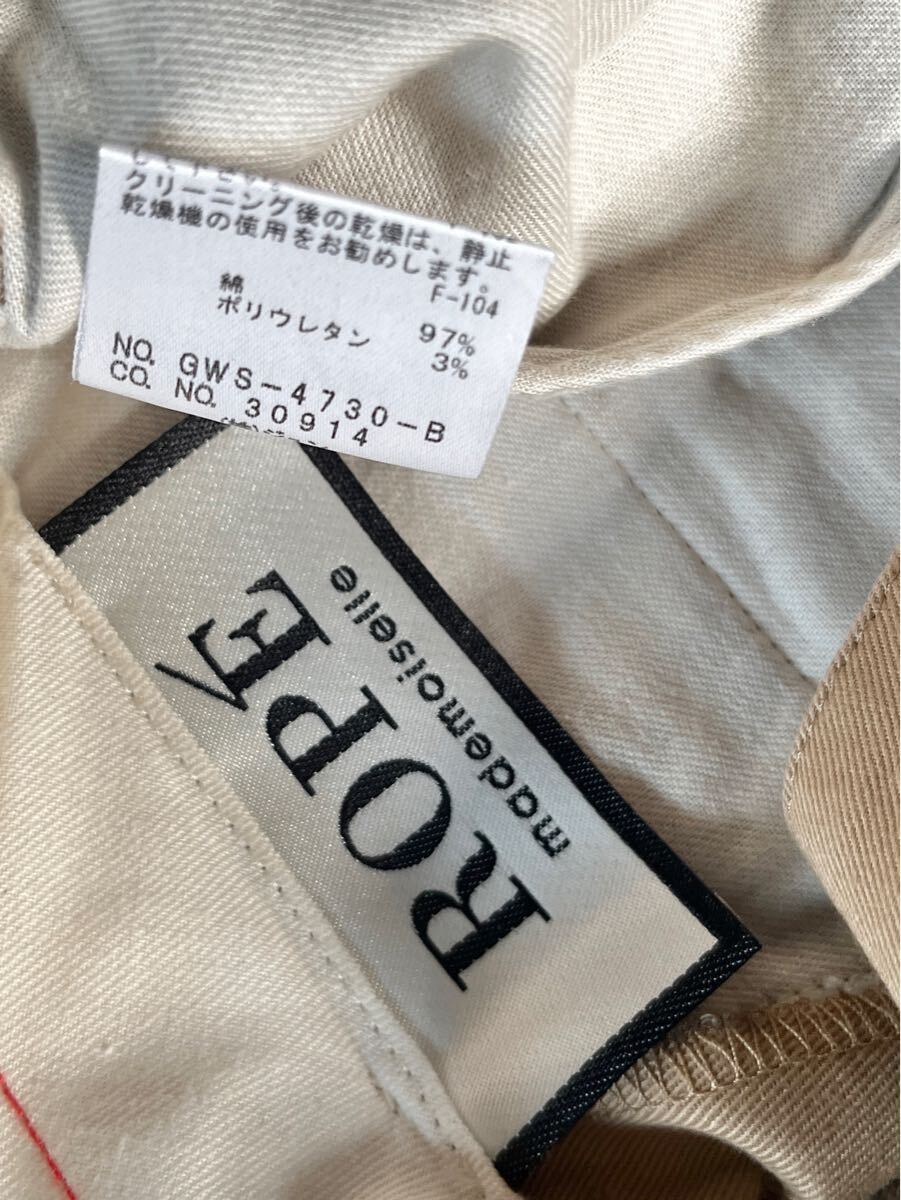 クリーニング後の乾燥は、静止
乾燥機の使用をお勧めします。
F-104
綿 97%
ポリウレタン 3%
NO. GWS-4730-B
CO. NO. 30914
ROPÉ
mademoiselle